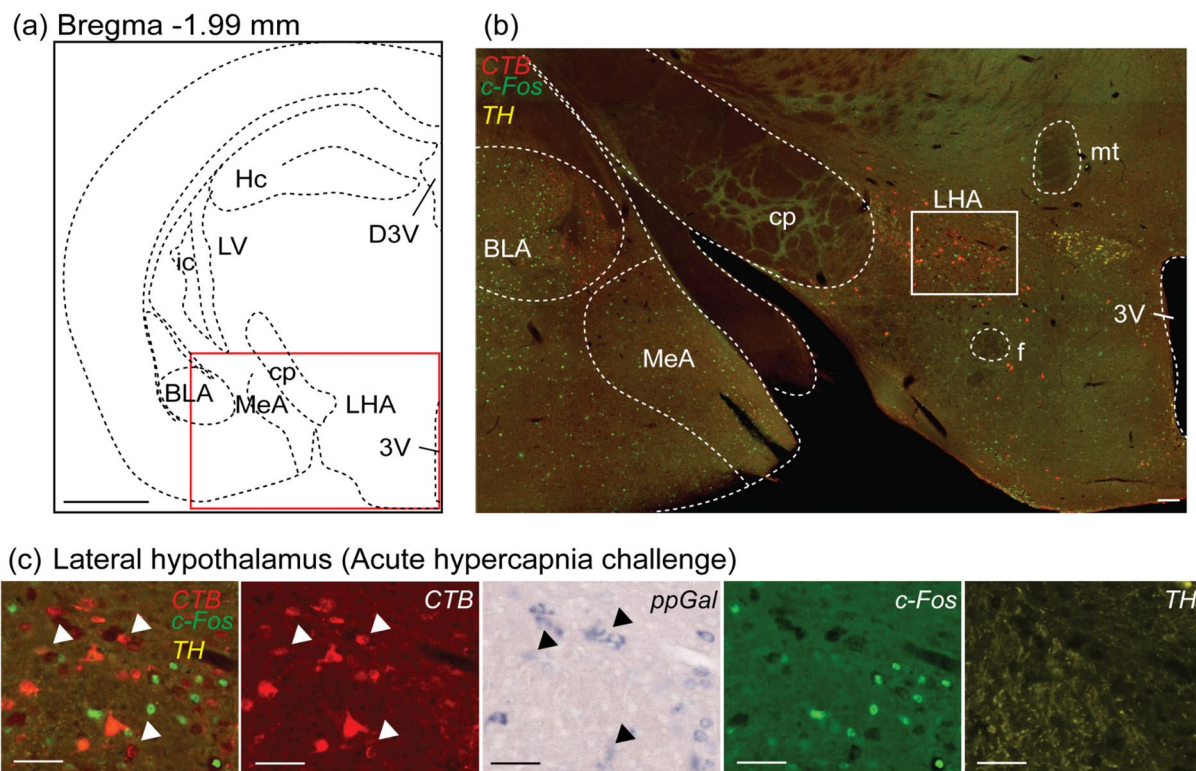 (a) Bregma -1.99 mm
Hc
D3V
LV
ic
cp
BLA
MeA
LHA
3V
(b)
CTB
c-Fos
TH
mt
LHA
cp
BLA
3V
f
MeA
(c) Lateral hypothalamus (Acute hypercapnia challenge)
CTB
c-Fos
TH
CTB
ppGal
c-Fos
TH